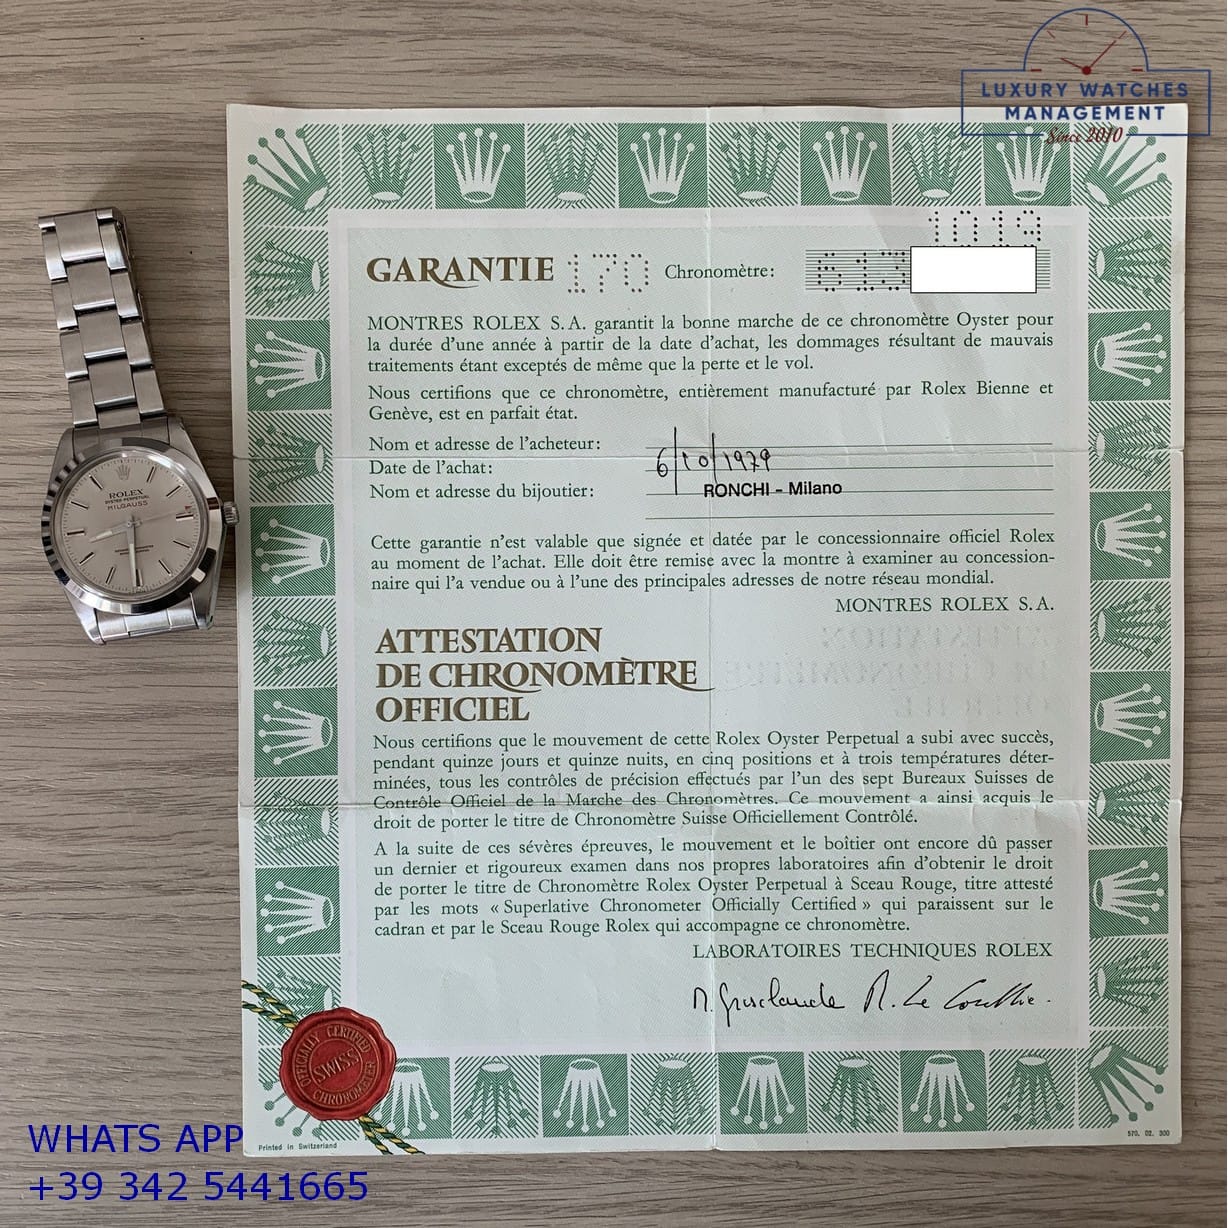 LUXURY WATCHES
MANAGEMENT
Since 2010
1019
GARANTIE 170 Chronomètre: 613
MONTRES ROLEX S.A. garantit la bonne marche de ce chronomètre Oyster pour
la durée d'une année à partir de la date d'achat, les dommages résultant de mauvais
traitements étant exceptés de même que la perte et le vol.
Nous certifions que ce chronomètre, entièrement manufacturé par Rolex Bienne et
Genève, est en parfait état.
Nom et adresse de l'acheteur:
Date de l'achat: 6/10/1979
Nom et adresse du bijoutier: RONCHI - Milano
Cette garantie n'est valable que signée et datée par le concessionnaire officiel Rolex
au moment de l'achat. Elle doit être remise avec la montre à examiner au concession-
naire qui l'a vendue ou à l'une des principales adresses de notre réseau mondial.
MONTRES ROLEX S.A.
ATTESTATION
DE CHRONOMÈTRE
OFFICIEL
Nous certifions que le mouvement de cette Rolex Oyster Perpetual a subi avec succès,
pendant quinze jours et quinze nuits, en cinq positions et à trois températures déter-
minées, tous les contrôles de précision effectués par l'un des sept Bureaux Suisses de
Contrôle Officiel de la Marche des Chronomètres. Ce mouvement a ainsi acquis le
droit de porter le titre de Chronomètre Suisse Officiellement Contrôlé.
A la suite de ces sévères épreuves, le mouvement et le boîtier ont encore dû passer
un dernier et rigoureux examen dans nos propres laboratoires afin d'obtenir le droit
de porter le titre de Chronomètre Rolex Oyster Perpetual à Sceau Rouge, titre attesté
par les mots « Superlative Chronometer Officially Certified » qui paraissent sur le
cadran et par le Sceau Rouge Rolex qui accompagne ce chronomètre.
LABORATOIRES TECHNIQUES ROLEX
OFFICIALLY CERTIFIED
SWISS
CHRONOMETER
Printed in Switzerland
570. 02. 300
ROLEX
OYSTER PERPETUAL
MILGAUSS
WHATS APP
+39 342 5441665